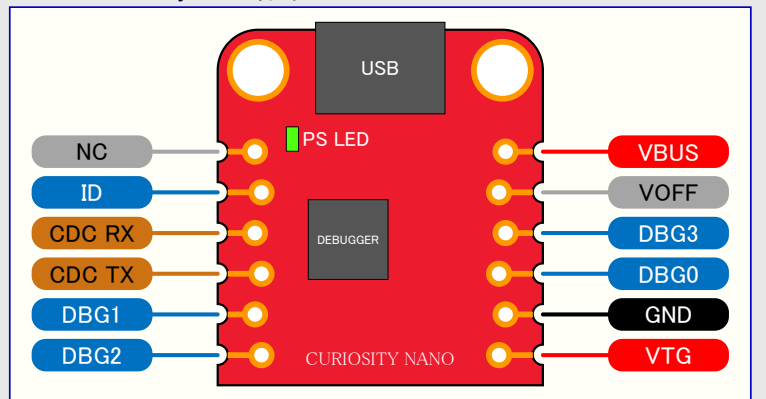 USB
PS LED
NC
VBUS
ID
VOFF
CDC RX
DEBUGGER
DBG3
CDC TX
DBG0
DBG1
GND
DBG2
CURIOSITY NANO
VTG